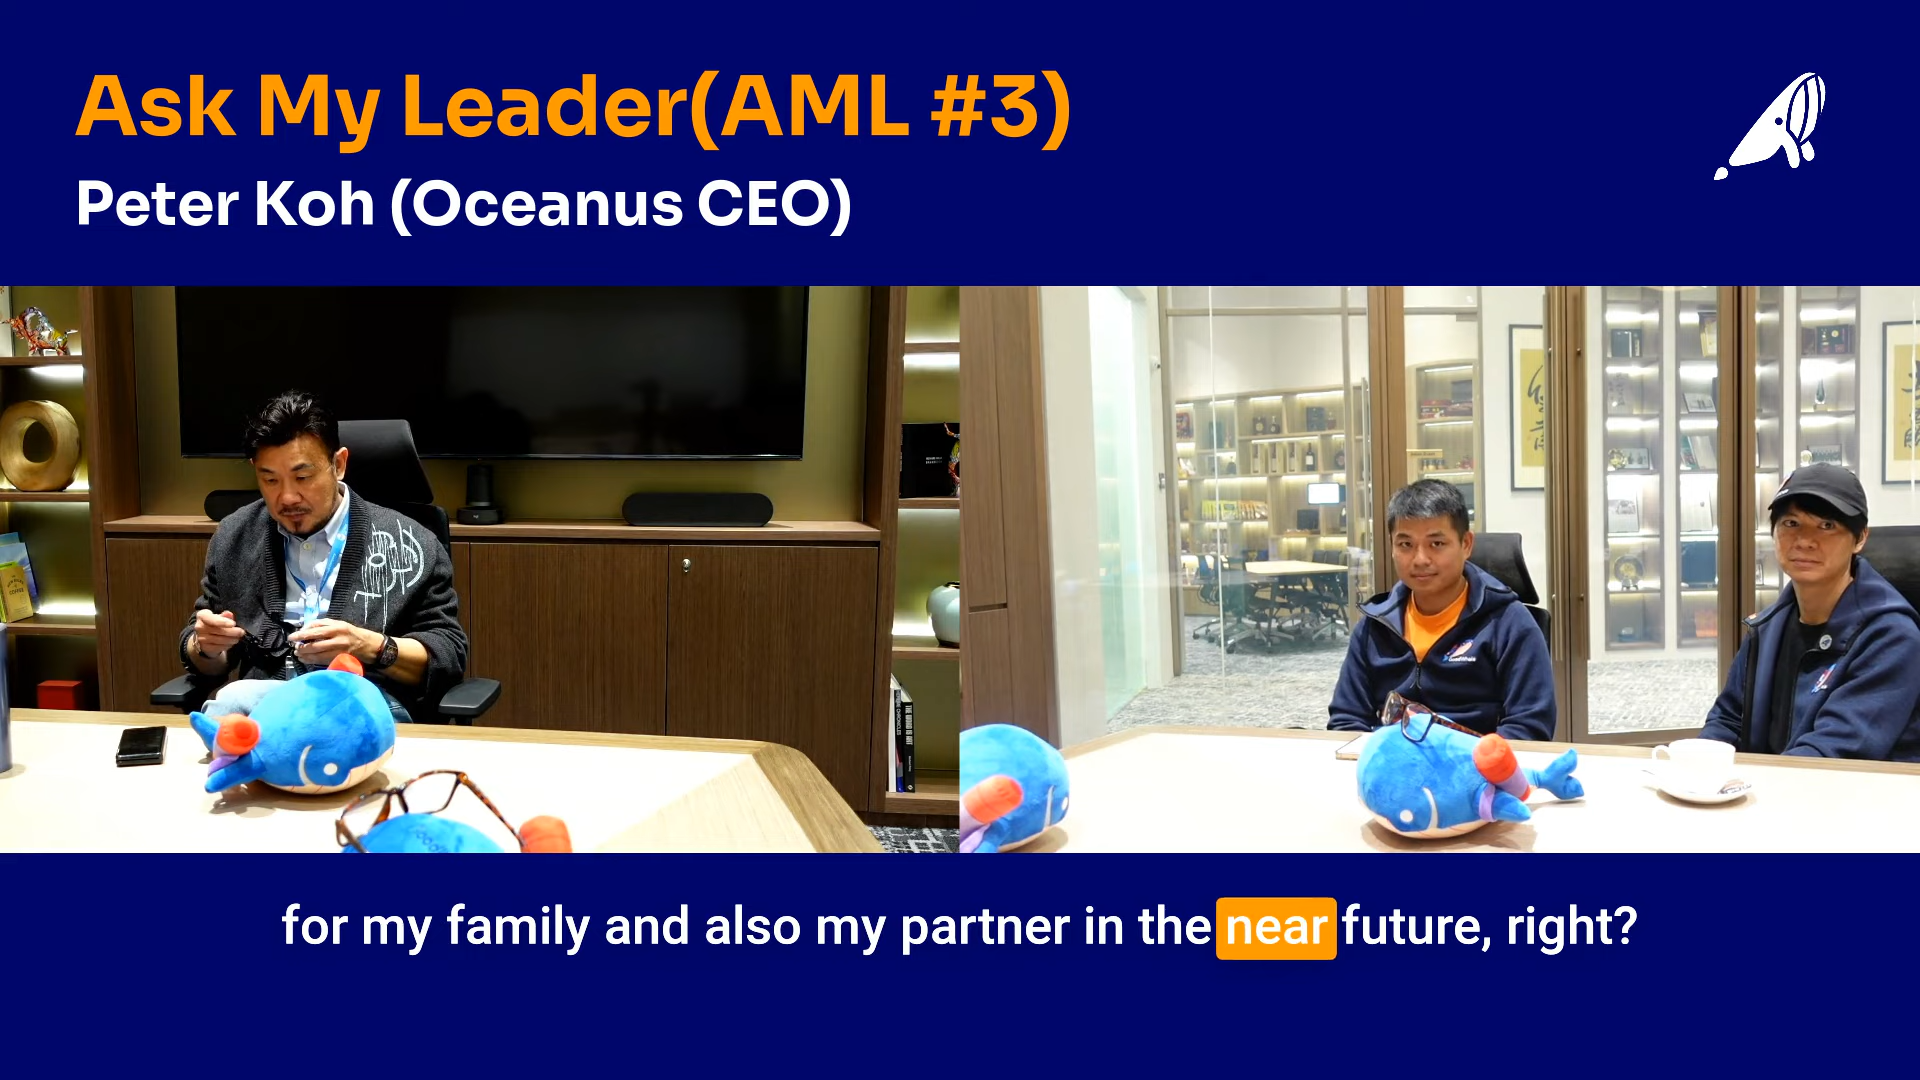 Ask My Leader(AML #3)
Peter Koh (Oceanus CEO)
for my family and also my partner in the near future, right?